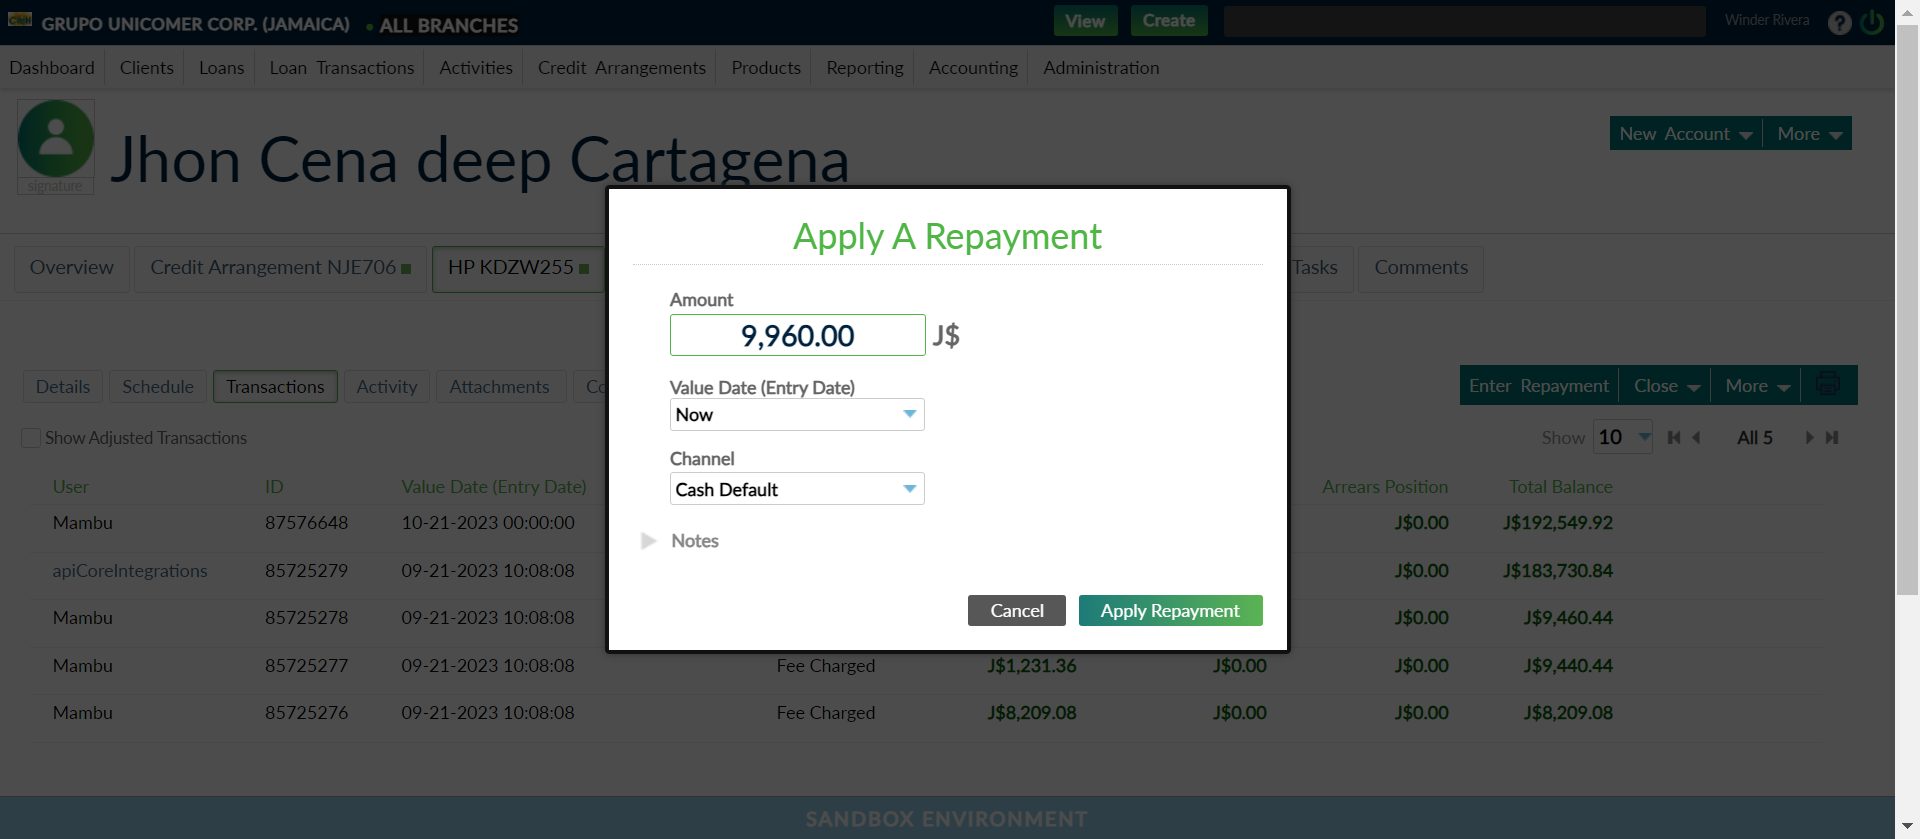 GRUPO UNICOMER CORP. (JAMAICA) • ALL BRANCHES View Create Winder Rivera ?
Dashboard Clients Loans Loan Transactions Activities Credit Arrangements Products Reporting Accounting Administration
signature
Jhon Cena deep Cartagena
New Account More
Overview Credit Arrangement NJE706 HP KDZW255 Tasks Comments
Apply A Repayment
Amount
9,960.00 J$
Value Date (Entry Date)
Now
Channel
Cash Default
Notes
Cancel Apply Repayment
Details Schedule Transactions Activity Attachments Co
Enter Repayment Close More
Show Adjusted Transactions
Show 10 All 5
User ID Value Date (Entry Date) Arrears Position Total Balance
Mambu 87576648 10-21-2023 00:00:00 J$0.00 J$192,549.92
apiCoreIntegrations 85725279 09-21-2023 10:08:08 J$0.00 J$183,730.84
Mambu 85725278 09-21-2023 10:08:08 J$0.00 J$9,460.44
Mambu 85725277 09-21-2023 10:08:08 Fee Charged J$1,231.36 J$0.00 J$0.00 J$9,440.44
Mambu 85725276 09-21-2023 10:08:08 Fee Charged J$8,209.08 J$0.00 J$0.00 J$8,209.08
SANDBOX ENVIRONMENT